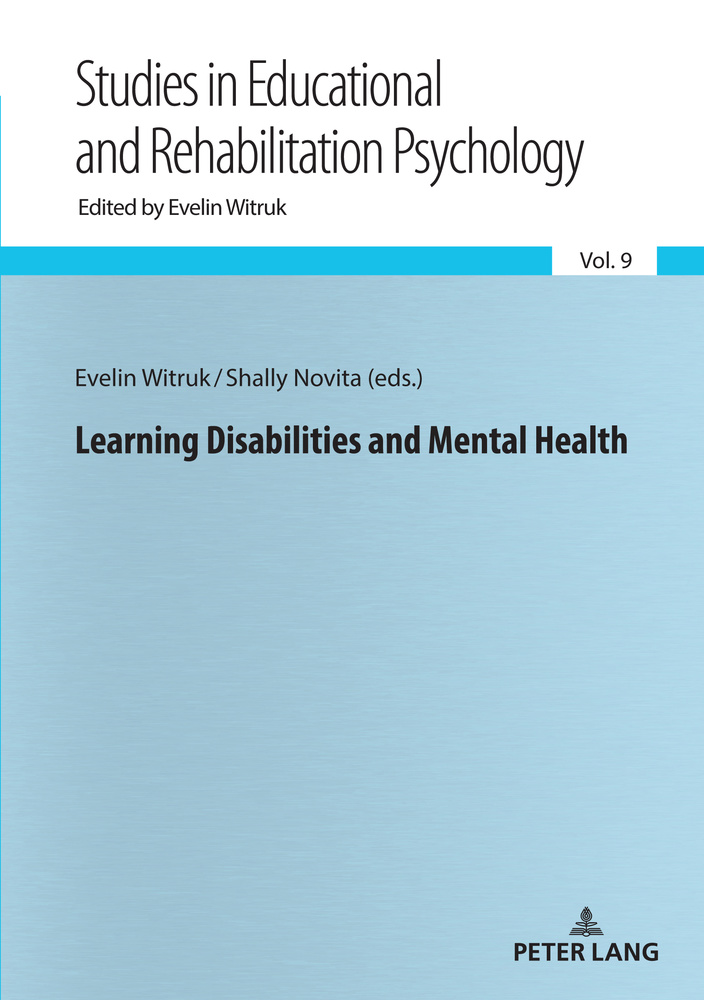 Studies in Educational
and Rehabilitation Psychology
Edited by Evelin Witruk
Vol. 9
Evelin Witruk / Shally Novita (eds.)
Learning Disabilities and Mental Health
PETER LANG